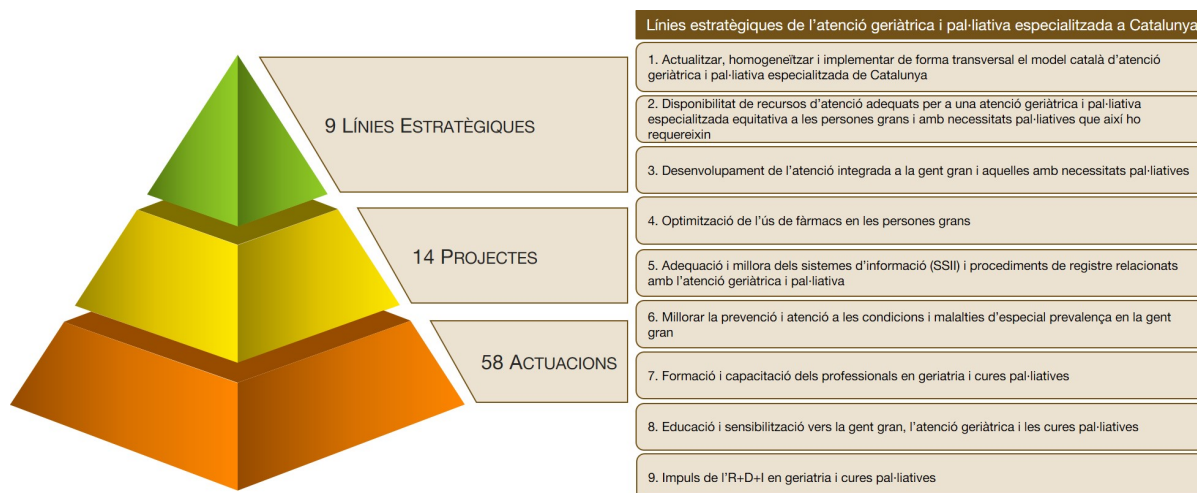 9 LÍNIES ESTRATÈGIQUES
14 PROJECTES
58 ACTUACIONS
Línies estratègiques de l'atenció geriàtrica i pal·liativa especialitzada a Catalunya
1. Actualitzar, homogeneïtzar i implementar de forma transversal el model català d'atenció
geriàtrica i pal·liativa especialitzada de Catalunya
2. Disponibilitat de recursos d'atenció adequats per a una atenció geriàtrica i pal·liativa
especialitzada equitativa a les persones grans i amb necessitats pal·liatives que així ho
requereixin
3. Desenvolupament de l'atenció integrada a la gent gran i aquelles amb necessitats pal·liatives
4. Optimització de l'ús de fàrmacs en les persones grans
5. Adequació i millora dels sistemes d'informació (SSII) i procediments de registre relacionats
amb l'atenció geriàtrica i pal·liativa
6. Millorar la prevenció i atenció a les condicions i malalties d'especial prevalença en la gent
gran
7. Formació i capacitació dels professionals en geriatria i cures pal·liatives
8. Educació i sensibilització vers la gent gran, l'atenció geriàtrica i les cures pal·liatives
9. Impuls de l'R+D+I en geriatria i cures pal·liatives